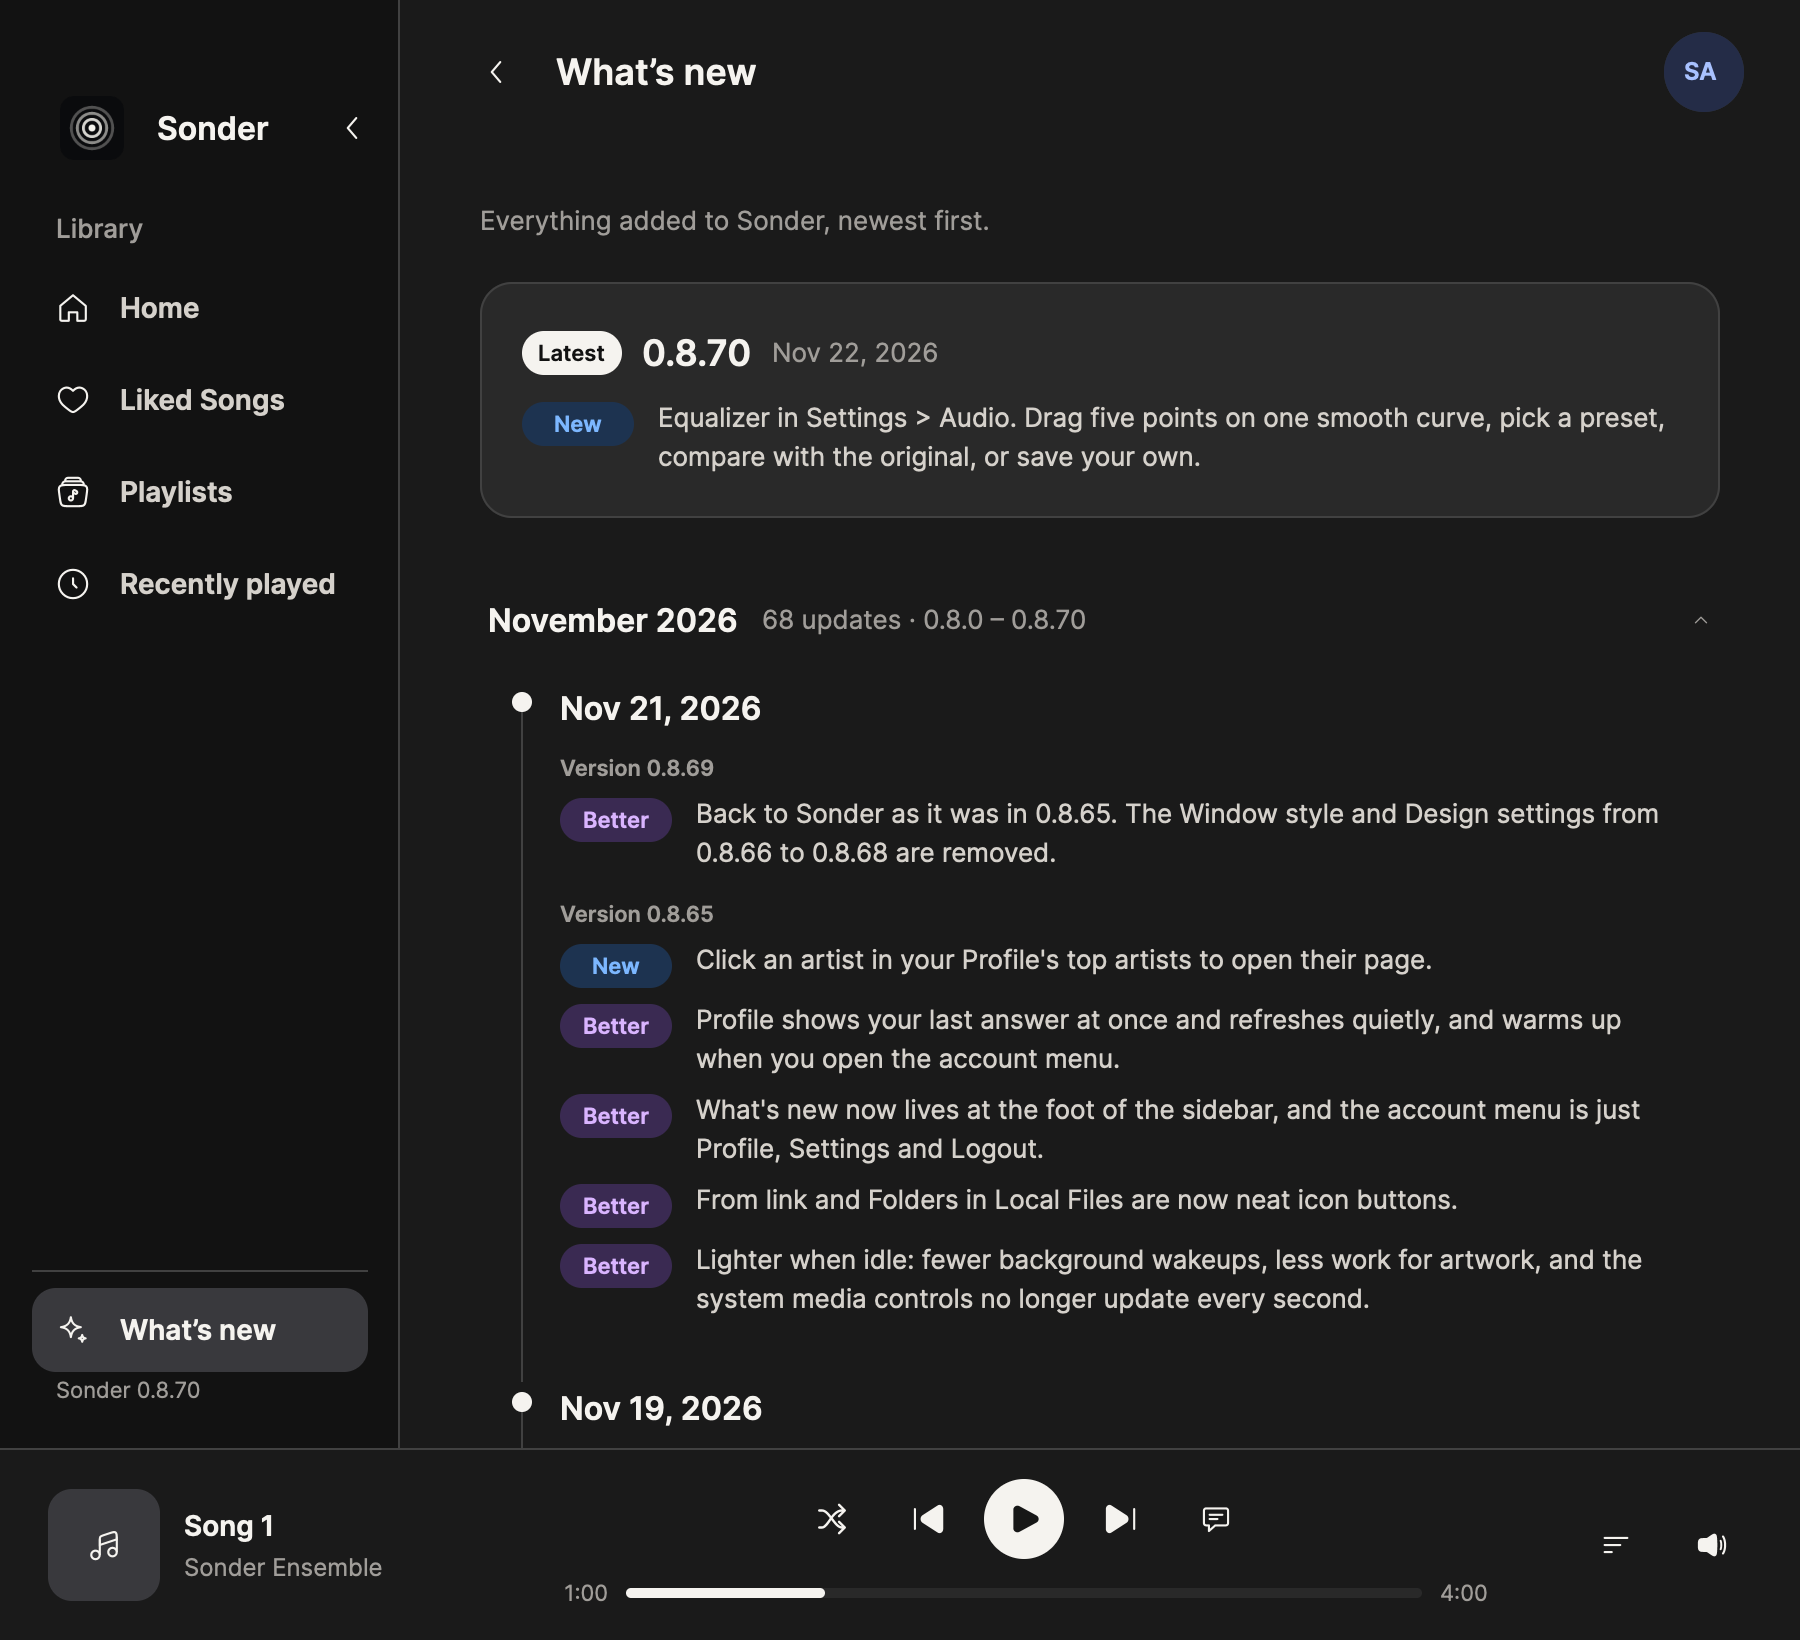 Sonder
Library
Home
Liked Songs
Playlists
Recently played
What’s new
Sonder 0.8.70
What’s new
SA
Everything added to Sonder, newest first.
Latest 0.8.70 Nov 22, 2026
New Equalizer in Settings > Audio. Drag five points on one smooth curve, pick a preset,
compare with the original, or save your own.
November 2026 68 updates · 0.8.0 – 0.8.70
Nov 21, 2026
Version 0.8.69
Better Back to Sonder as it was in 0.8.65. The Window style and Design settings from
0.8.66 to 0.8.68 are removed.
Version 0.8.65
New Click an artist in your Profile's top artists to open their page.
Better Profile shows your last answer at once and refreshes quietly, and warms up
when you open the account menu.
Better What's new now lives at the foot of the sidebar, and the account menu is just
Profile, Settings and Logout.
Better From link and Folders in Local Files are now neat icon buttons.
Better Lighter when idle: fewer background wakeups, less work for artwork, and the
system media controls no longer update every second.
Nov 19, 2026
Song 1
Sonder Ensemble
1:00 4:00